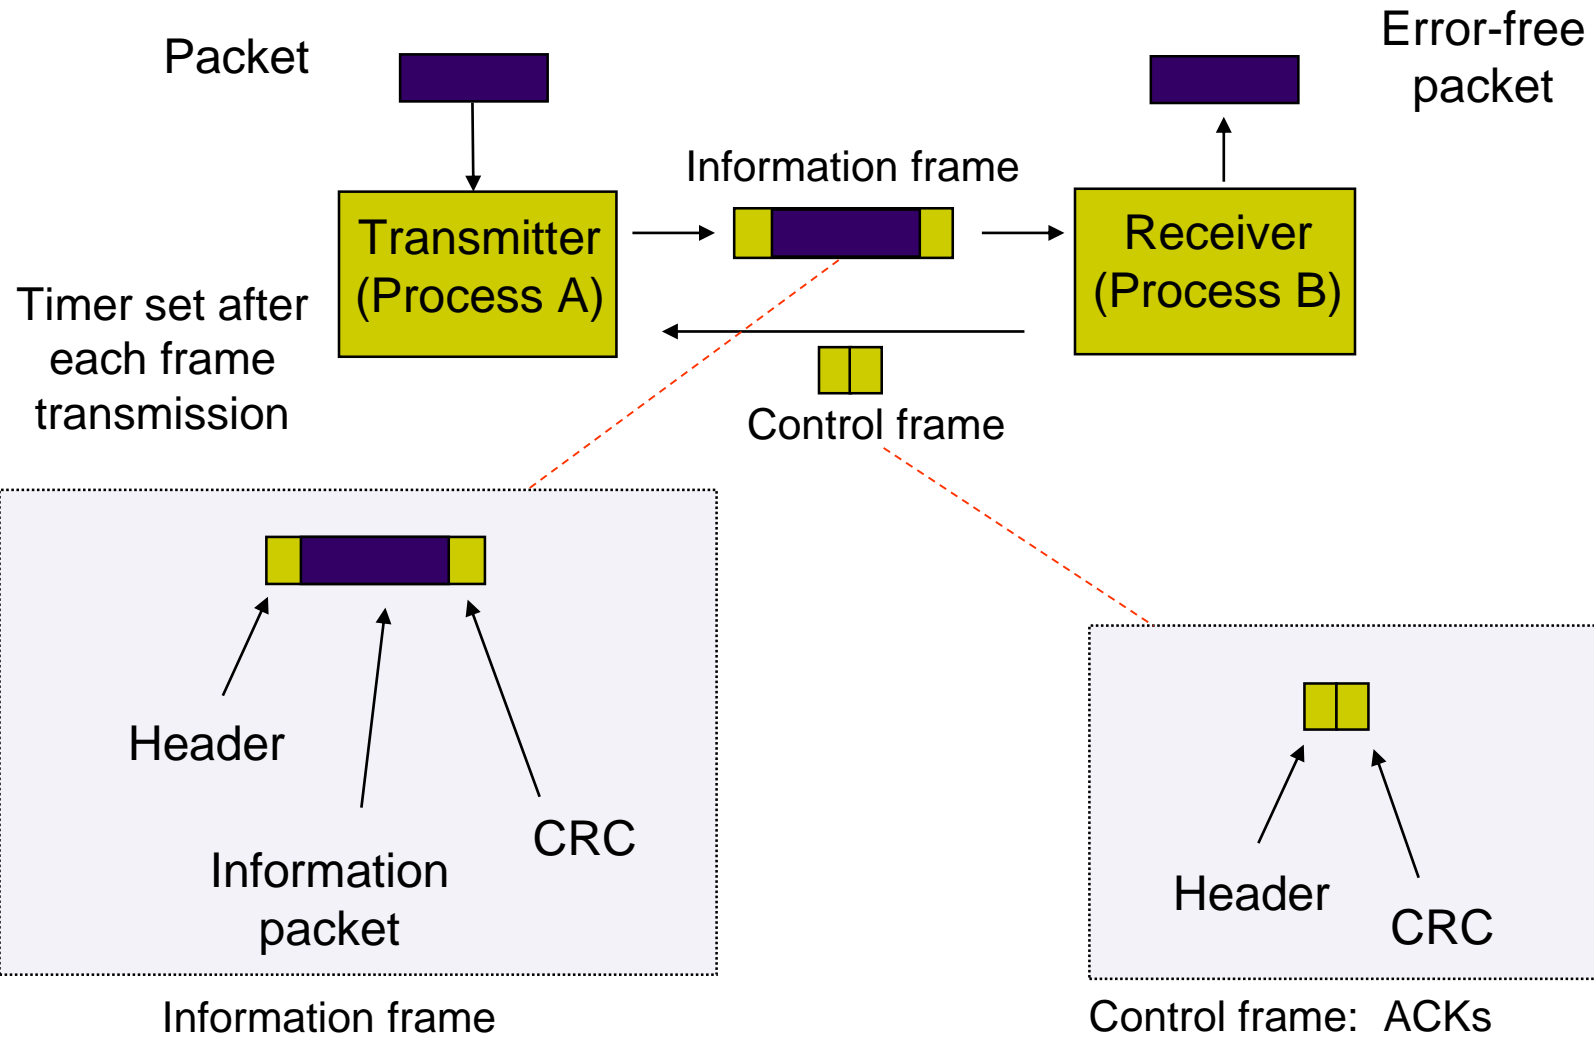 Packet
Error-free
packet
Information frame
Transmitter
(Process A)
Receiver
(Process B)
Timer set after
each frame
transmission
Control frame
Header
Information
packet
CRC
Header
CRC
Information frame
Control frame: ACKs